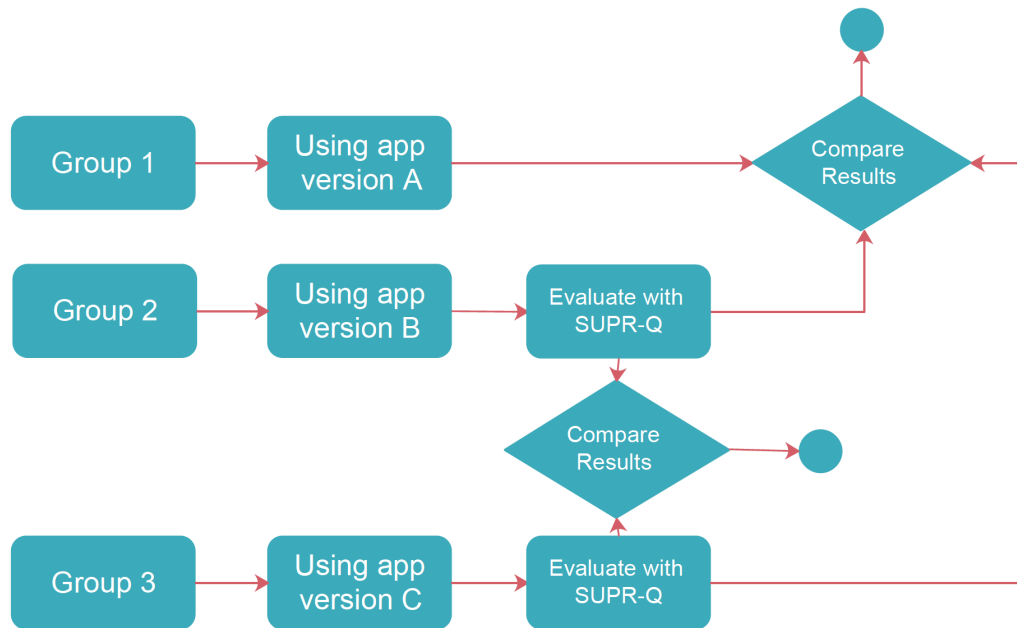 Group 1
Using app
version A
Compare
Results
Group 2
Using app
version B
Evaluate with
SUPR-Q
Compare
Results
Group 3
Using app
version C
Evaluate with
SUPR-Q